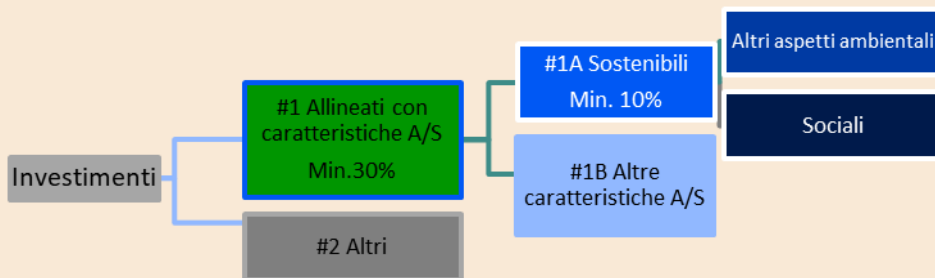 Investimenti
#1 Allineati con
caratteristiche A/S
Min.30%
#2 Altri
#1A Sostenibili
Min. 10%
#1B Altre
caratteristiche A/S
Altri aspetti ambientali
Sociali